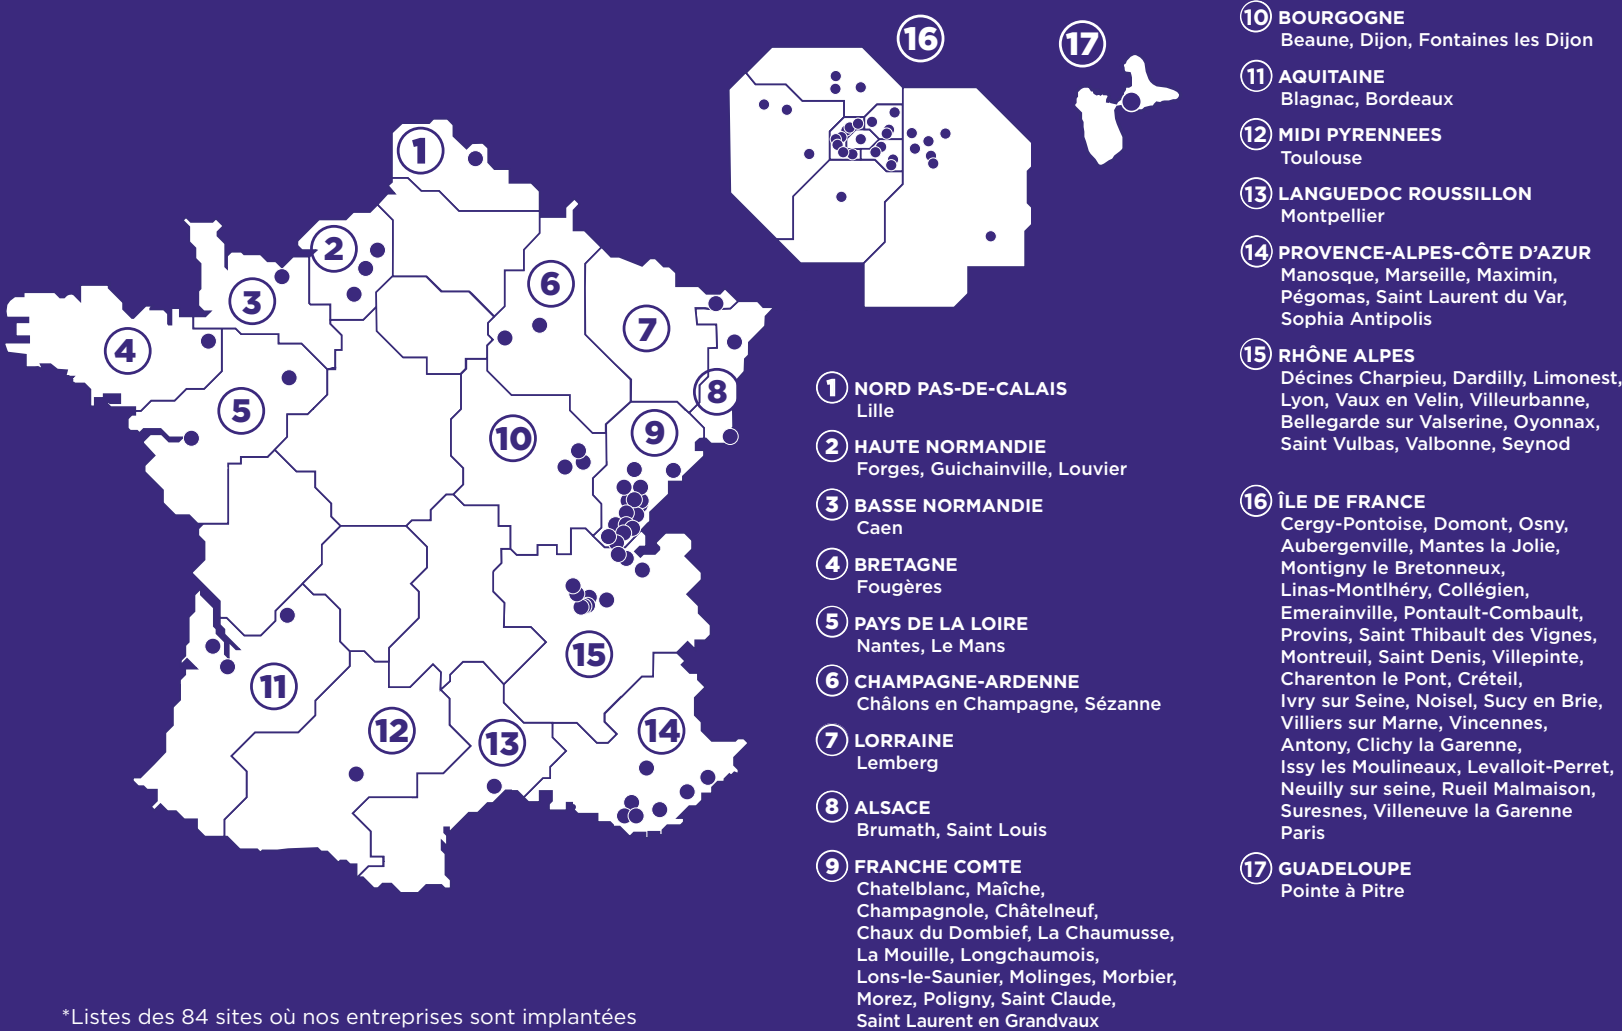 16
17
1
2
3
4
5
6
7
8
9
10
11
12
13
14
15
1 NORD PAS-DE-CALAIS
Lille
2 HAUTE NORMANDIE
Forges, Guichainville, Louvier
3 BASSE NORMANDIE
Caen
4 BRETAGNE
Fougères
5 PAYS DE LA LOIRE
Nantes, Le Mans
6 CHAMPAGNE-ARDENNE
Châlons en Champagne, Sézanne
7 LORRAINE
Lemberg
8 ALSACE
Brumath, Saint Louis
9 FRANCHE COMTE
Chatelblanc, Maîche,
Champagnole, Châtelneuf,
Chaux du Dombief, La Chaumusse,
La Mouille, Longchaumois,
Lons-le-Saunier, Molinges, Morbier,
Morez, Poligny, Saint Claude,
Saint Laurent en Grandvaux
10 BOURGOGNE
Beaune, Dijon, Fontaines les Dijon
11 AQUITAINE
Blagnac, Bordeaux
12 MIDI PYRENNEES
Toulouse
13 LANGUEDOC ROUSSILLON
Montpellier
14 PROVENCE-ALPES-CÔTE D'AZUR
Manosque, Marseille, Maximin,
Pégomas, Saint Laurent du Var,
Sophia Antipolis
15 RHÔNE ALPES
Décines Charpieu, Dardilly, Limonest,
Lyon, Vaux en Velin, Villeurbanne,
Bellegarde sur Valserine, Oyonnax,
Saint Vulbas, Valbonne, Seynod
16 ÎLE DE FRANCE
Cergy-Pontoise, Domont, Osny,
Aubergenville, Mantes la Jolie,
Montigny le Bretonneux,
Linas-Montlhéry, Collégien,
Emerainville, Pontault-Combault,
Provins, Saint Thibault des Vignes,
Montreuil, Saint Denis, Villepinte,
Charenton le Pont, Créteil,
Ivry sur Seine, Noisel, Sucy en Brie,
Villiers sur Marne, Vincennes,
Antony, Clichy la Garenne,
Issy les Moulineaux, Levalloit-Perret,
Neuilly sur seine, Rueil Malmaison,
Suresnes, Villeneuve la Garenne
Paris
17 GUADELOUPE
Pointe à Pitre
*Listes des 84 sites où nos entreprises sont implantées